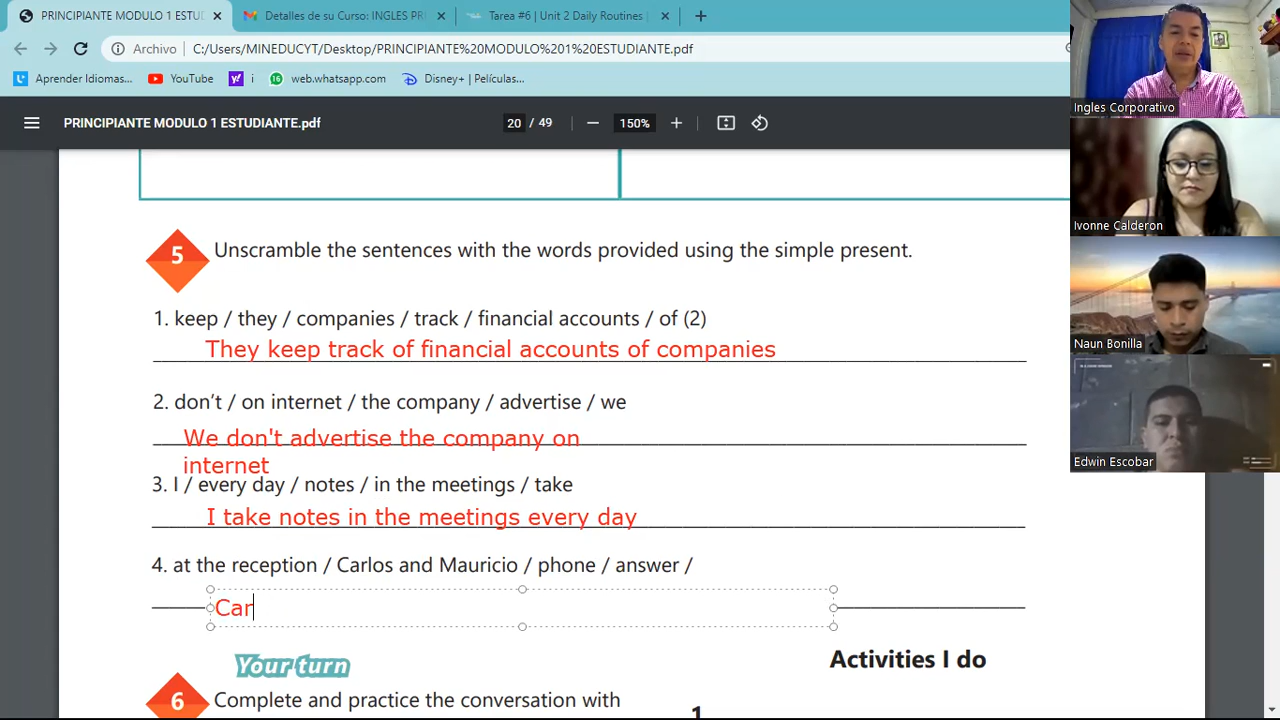 PRINCIPIANTE MODULO 1 ESTUD
Detalles de su Curso: INGLES PR
Tarea #6 | Unit 2 Daily Routines |
Archivo C:/Users/MINEDUCYT/Desktop/PRINCIPIANTE%20MODULO%201%20ESTUDIANTE.pdf
Aprender Idiomas... YouTube i web.whatsapp.com Disney+ | Películas...
PRINCIPIANTE MODULO 1 ESTUDIANTE.pdf 20 / 49 150%
5 Unscramble the sentences with the words provided using the simple present.
1. keep / they / companies / track / financial accounts / of (2)
They keep track of financial accounts of companies
2. don't / on internet / the company / advertise / we
We don't advertise the company on
internet
3. I / every day / notes / in the meetings / take
I take notes in the meetings every day
4. at the reception / Carlos and Mauricio / phone / answer /
Car
Your turn
Activities I do
6 Complete and practice the conversation with
1
Ingles Corporativo
Ivonne Calderon
Naun Bonilla
Edwin Escobar